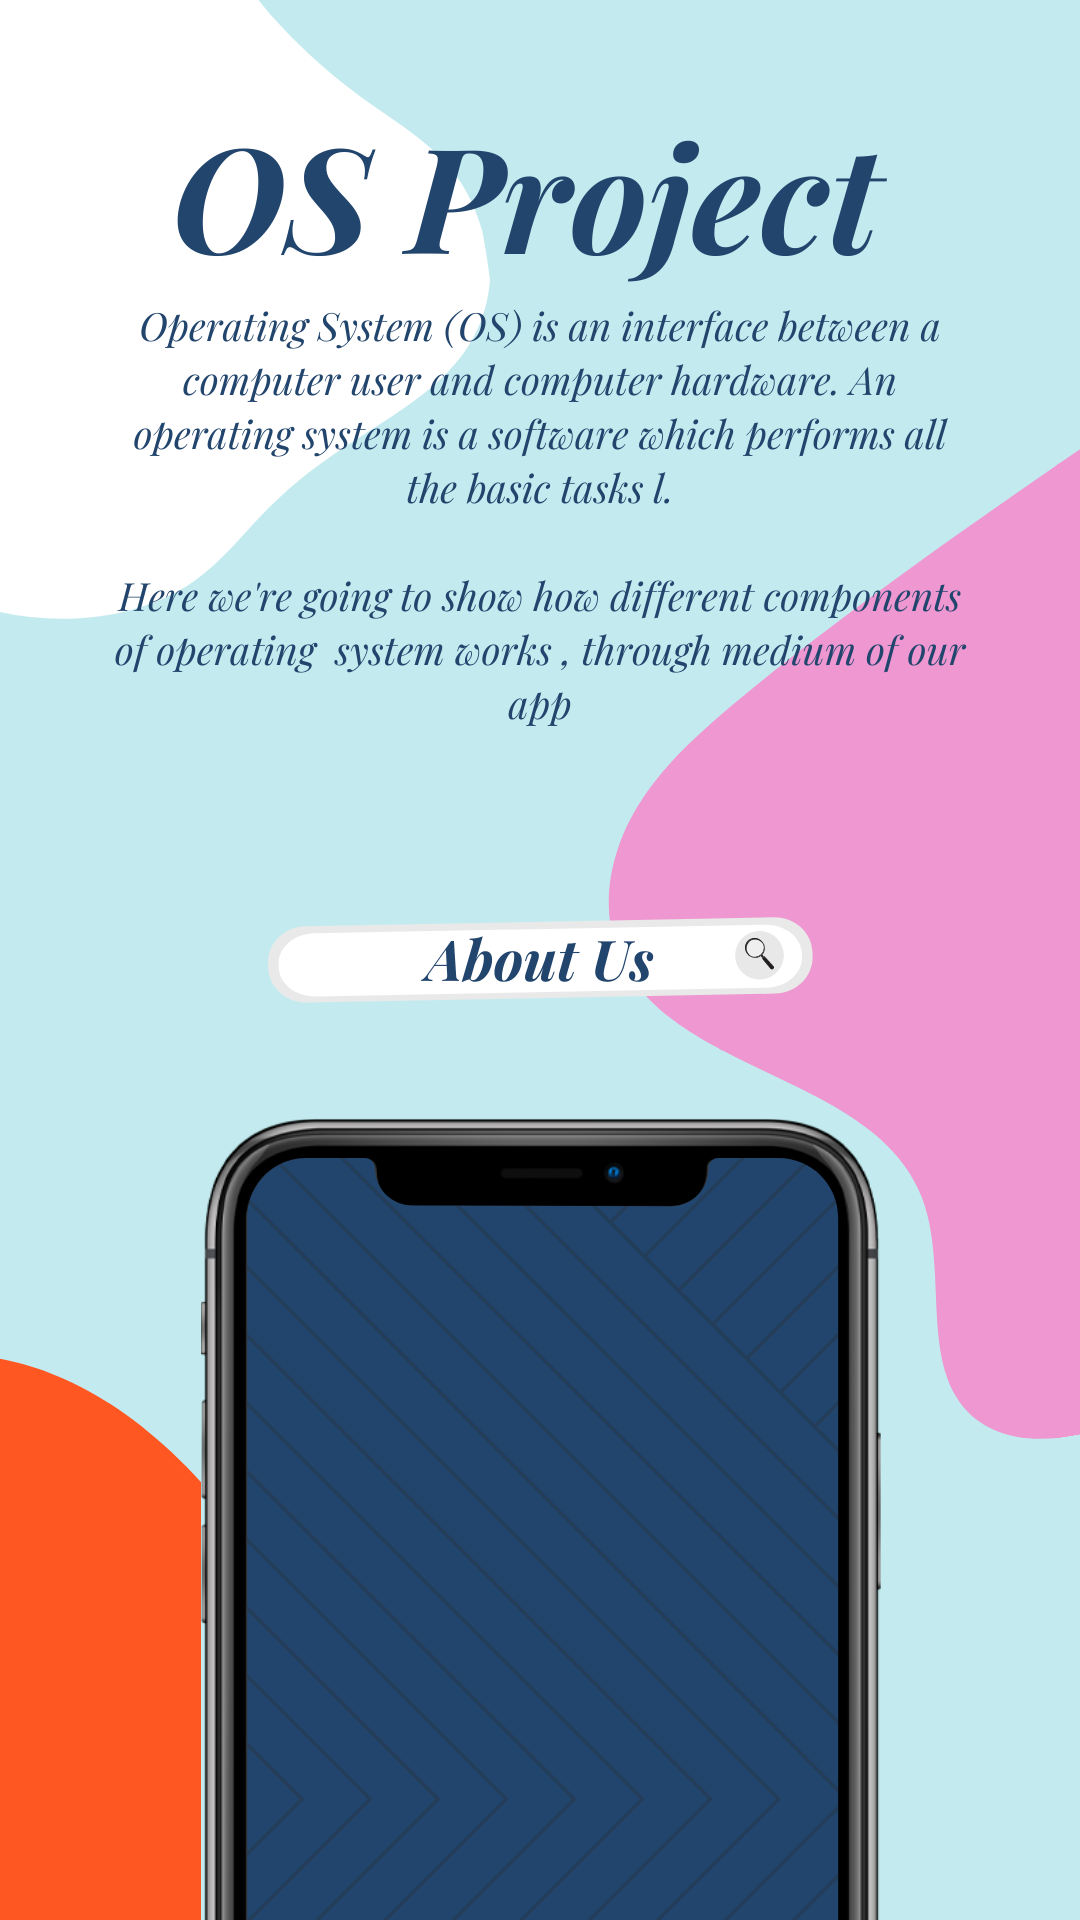 OS Project
Operating System (OS) is an interface between a
computer user and computer hardware. An
operating system is a software which performs all
the basic tasks l.
Here we're going to show how different components
of operating  system works , through medium of our
app
About Us